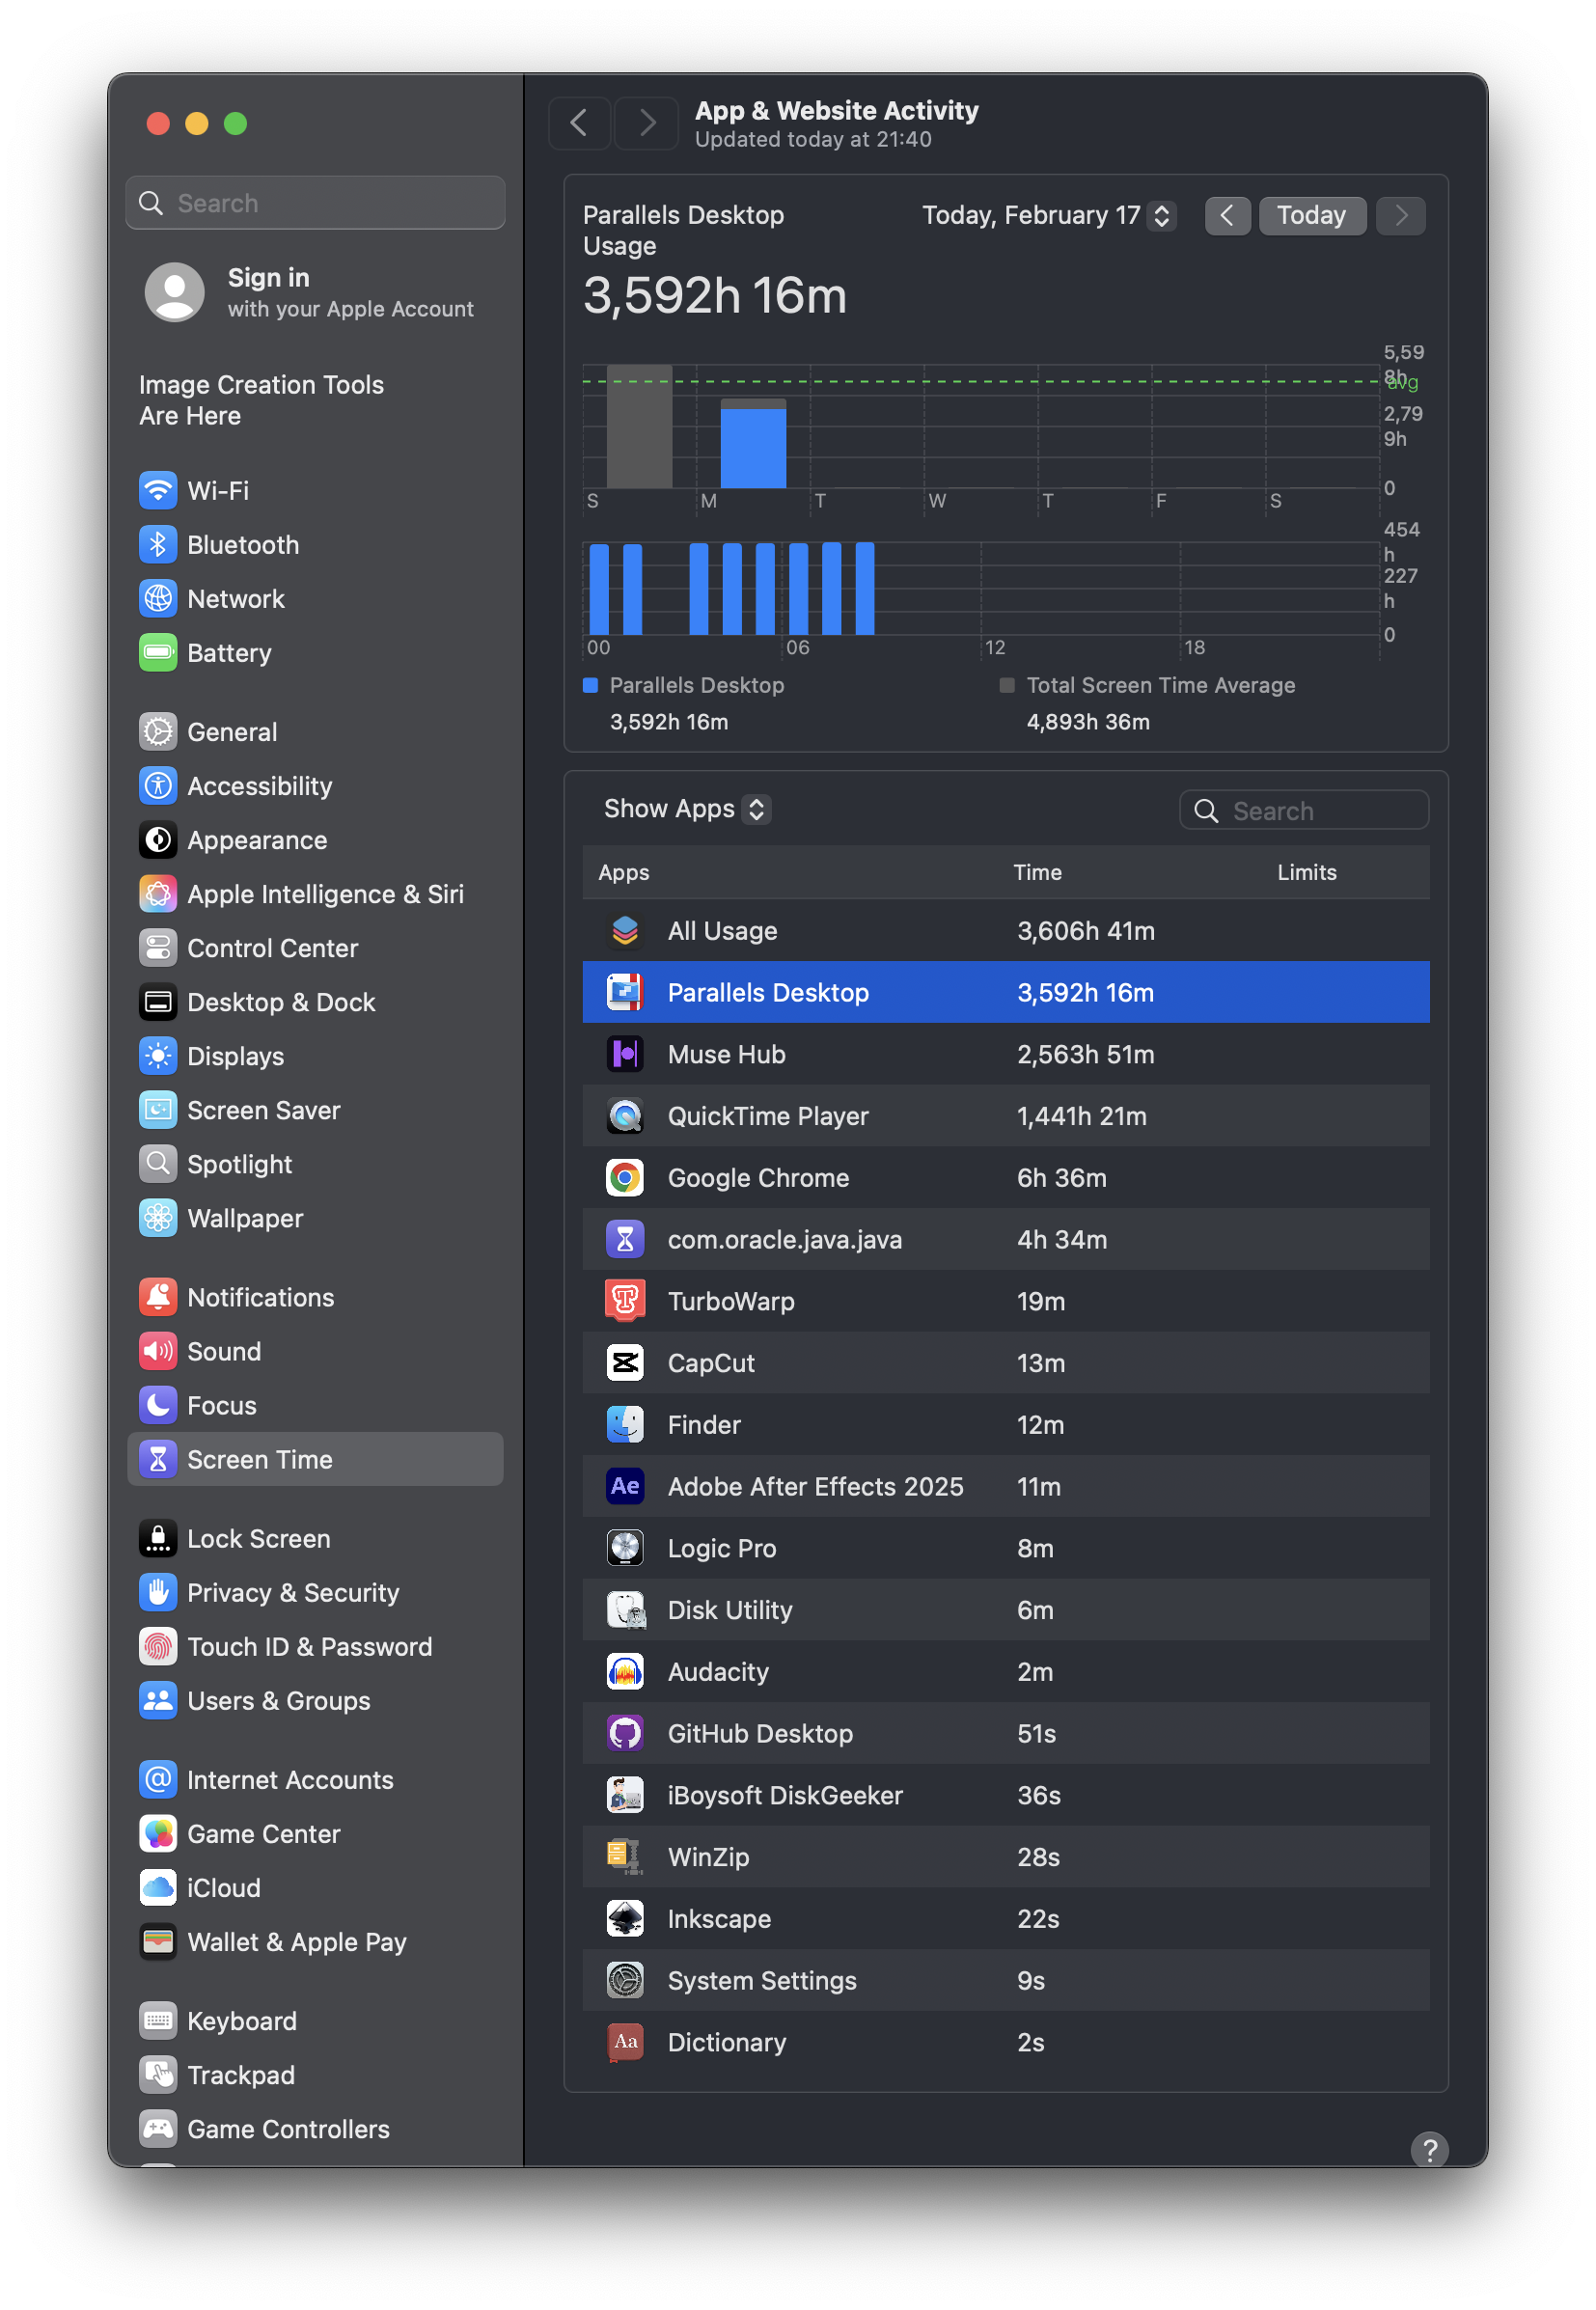 Search
Sign in
with your Apple Account
Image Creation Tools
Are Here
Wi-Fi
Bluetooth
Network
Battery
General
Accessibility
Appearance
Apple Intelligence & Siri
Control Center
Desktop & Dock
Displays
Screen Saver
Spotlight
Wallpaper
Notifications
Sound
Focus
Screen Time
Lock Screen
Privacy & Security
Touch ID & Password
Users & Groups
Internet Accounts
Game Center
iCloud
Wallet & Apple Pay
Keyboard
Trackpad
Game Controllers
App & Website Activity
Updated today at 21:40
Parallels Desktop
Usage
Today, February 17
Today
3,592h 16m
5,59
8h
avg
2,79
9h
0
S M T W T F S
454
h
227
h
0
00 06 12 18
Parallels Desktop
3,592h 16m
Total Screen Time Average
4,893h 36m
Show Apps
Search
Apps Time Limits
All Usage 3,606h 41m
Parallels Desktop 3,592h 16m
Muse Hub 2,563h 51m
QuickTime Player 1,441h 21m
Google Chrome 6h 36m
com.oracle.java.java 4h 34m
TurboWarp 19m
CapCut 13m
Finder 12m
Ae Adobe After Effects 2025 11m
Logic Pro 8m
Disk Utility 6m
Audacity 2m
GitHub Desktop 51s
iBoysoft DiskGeeker 36s
WinZip 28s
Inkscape 22s
System Settings 9s
Aa Dictionary 2s
?